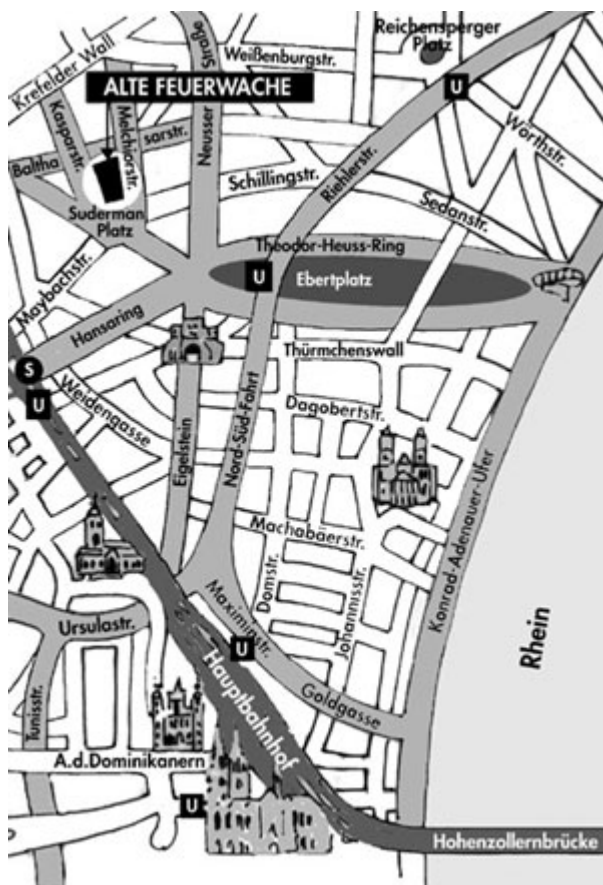 Reichensperger
Platz
Weißenburgstr.
Straße
Krefelder Wall
ALTE FEUERWACHE
U
Kasparstr.
Melchiorstr.
Neusser
Baltha
sarstr.
Wörthstr.
Schillingstr.
Riehlerstr.
Sedanstr.
Suderman
Platz
Theodor-Heuss-Ring
U
Ebertplatz
Maybachstr.
Hansaring
Thürmchenswall
S
U
Weidengasse
Dagobertstr.
Nord-Süd-Fahrt
Eigelstein
Konrad-Adenauer-Ufer
Machabäerstr.
Domstr.
Johannisstr.
Maximinstr.
Ursulastr.
U
Rhein
Hauptbahnhof
Goldgasse
Tunisstr.
A.d.Dominikanern
U
Hohenzollernbrücke